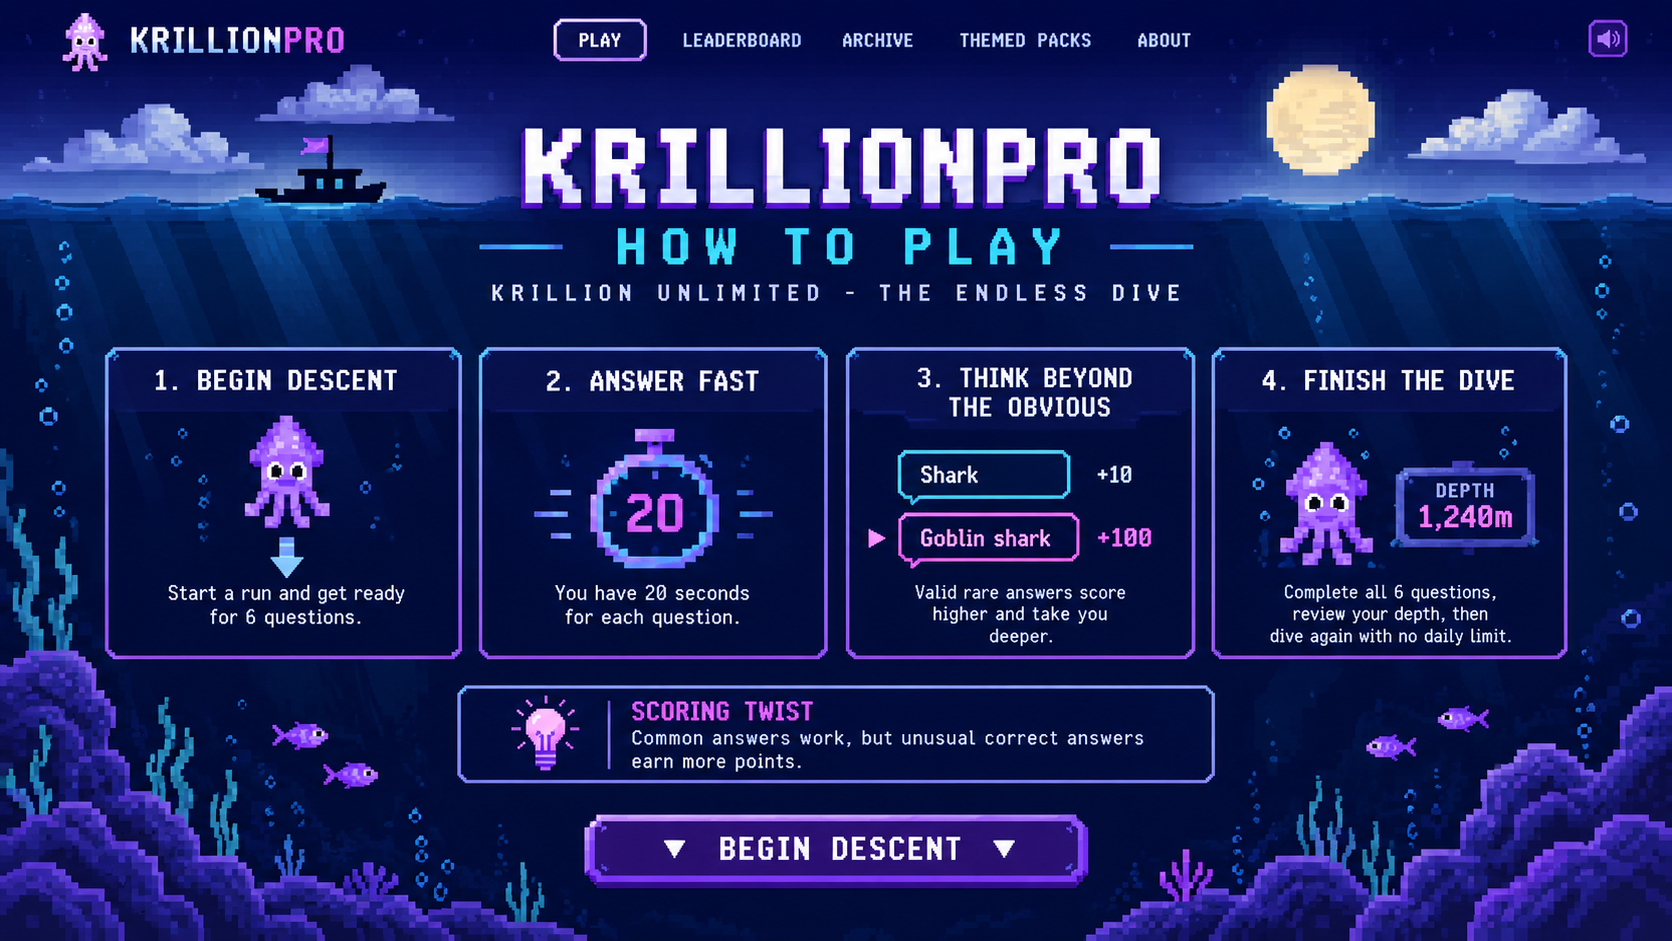 KRILLIONPRO
PLAY
LEADERBOARD
ARCHIVE
THEMED PACKS
ABOUT
KRILLIONPRO
HOW TO PLAY
KRILLION UNLIMITED - THE ENDLESS DIVE
1. BEGIN DESCENT
Start a run and get ready
for 6 questions.
2. ANSWER FAST
20
You have 20 seconds
for each question.
3. THINK BEYOND
THE OBVIOUS
Shark +10
Goblin shark +100
Valid rare answers score
higher and take you
deeper.
4. FINISH THE DIVE
DEPTH
1,240m
Complete all 6 questions,
review your depth, then
dive again with no daily limit.
SCORING TWIST
Common answers work, but unusual correct answers
earn more points.
BEGIN DESCENT